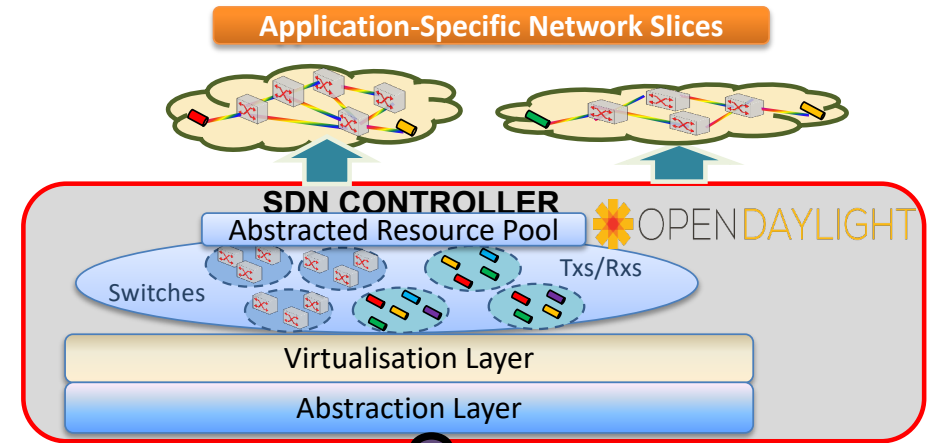 Application-Specific Network Slices
SDN CONTROLLER
Abstracted Resource Pool
OPENDAYLIGHT
Txs/Rxs
Switches
Virtualisation Layer
Abstraction Layer